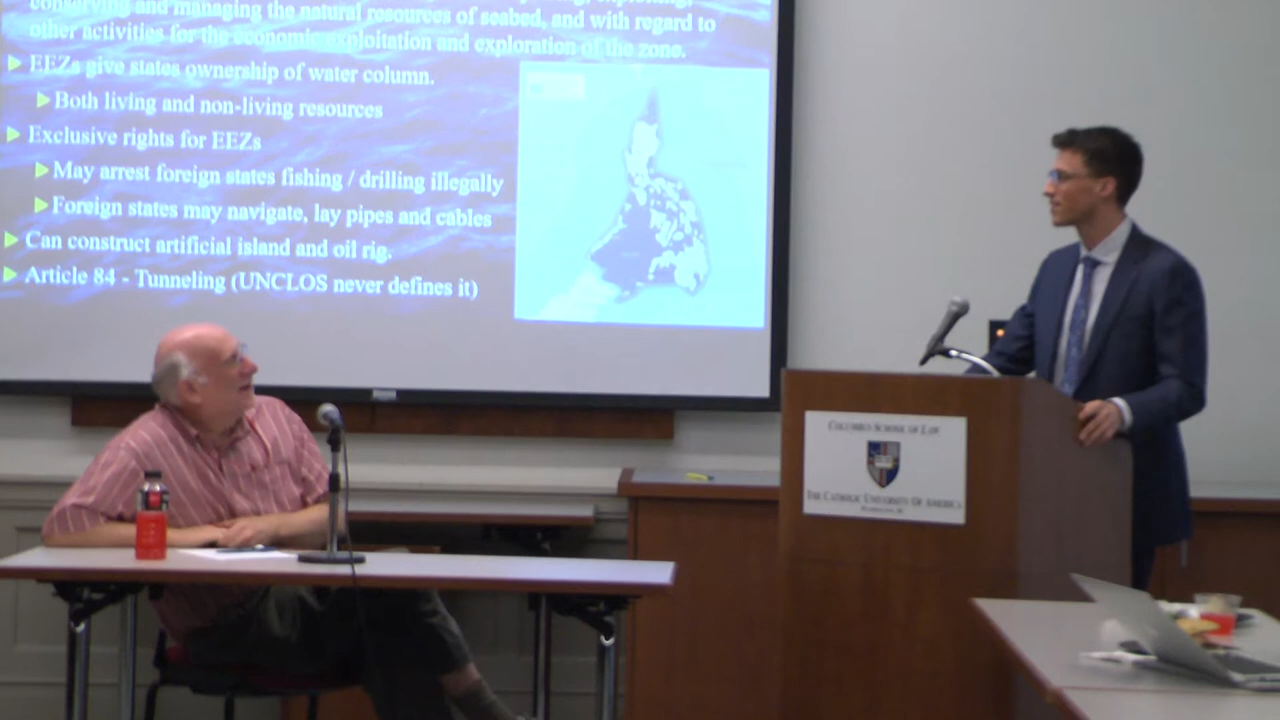 conserving and managing the natural resources of seabed, and with regard to
other activities for the economic exploitation and exploration of the zone.
EEZs give states ownership of water column.
Both living and non-living resources
Exclusive rights for EEZs
May arrest foreign states fishing / drilling illegally
Foreign states may navigate, lay pipes and cables
Can construct artificial island and oil rig.
Article 84 - Tunneling (UNCLOS never defines it)
Columbus School of Law
The Catholic University Of America